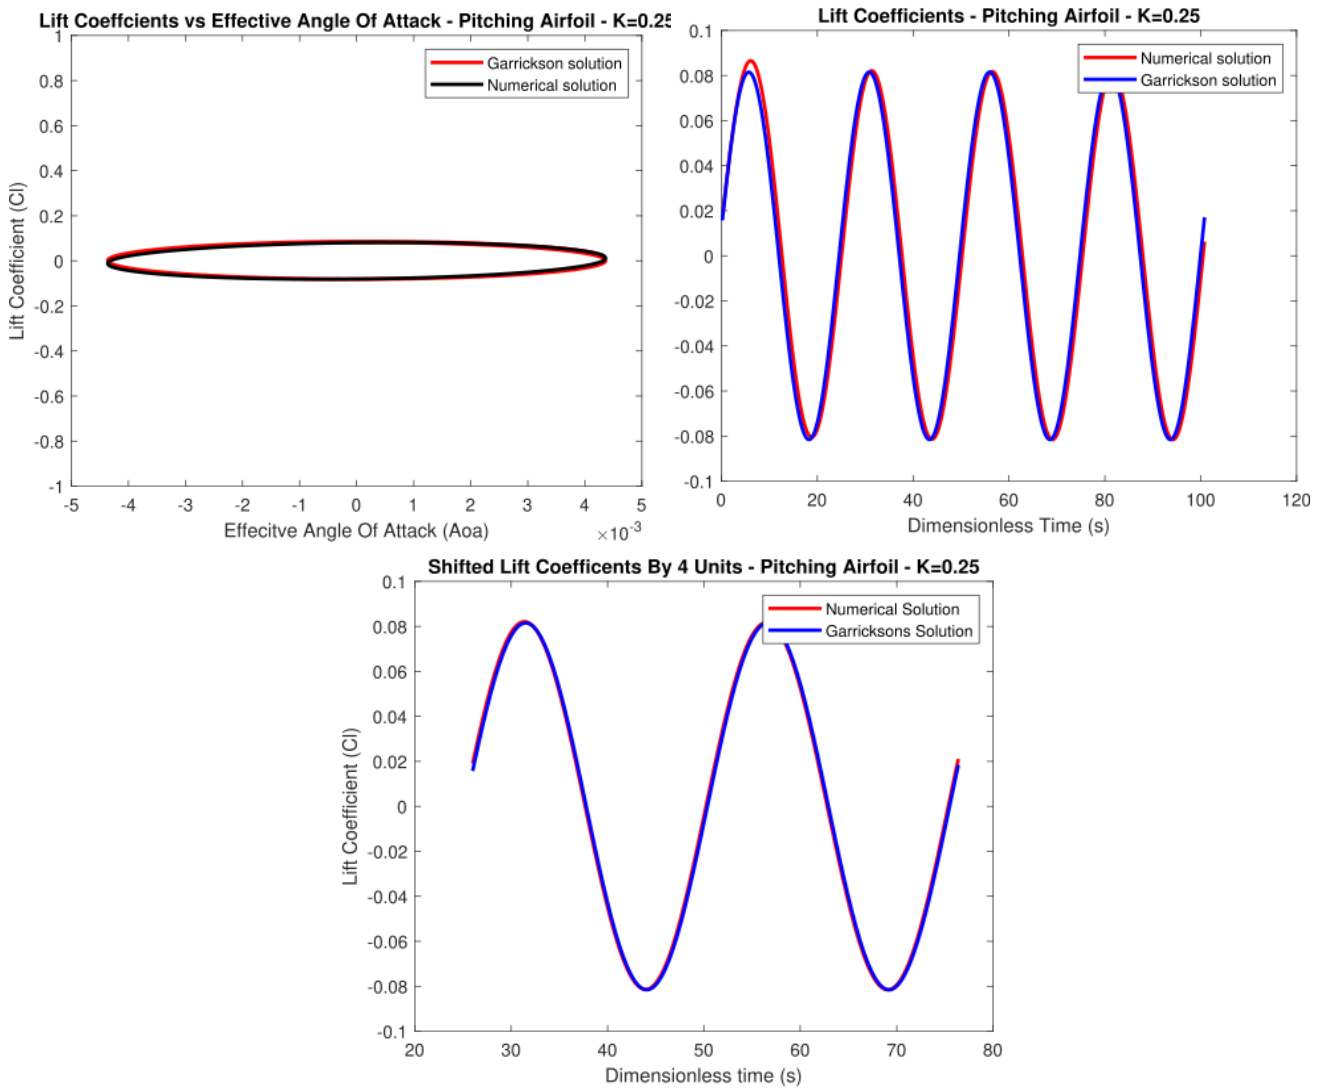 Lift Coeffcients vs Effective Angle Of Attack - Pitching Airfoil - K=0.25
1
0.8
0.6
0.4
0.2
0
-0.2
-0.4
-0.6
-0.8
-1
Lift Coefficient (Cl)
Garrickson solution
Numerical solution
-5 -4 -3 -2 -1 0 1 2 3 4 5
Effecitve Angle Of Attack (Aoa)
×10-3
Lift Coefficients - Pitching Airfoil - K=0.25
0.1
0.08
0.06
0.04
0.02
0
-0.02
-0.04
-0.06
-0.08
-0.1
Lift Coefficient (Cl)
Numerical solution
Garrickson solution
0 20 40 60 80 100 120
Dimensionless Time (s)
Shifted Lift Coefficents By 4 Units - Pitching Airfoil - K=0.25
0.1
0.08
0.06
0.04
0.02
0
-0.02
-0.04
-0.06
-0.08
-0.1
Lift Coefficient (Cl)
Numerical Solution
Garricksons Solution
20 30 40 50 60 70 80
Dimensionless time (s)